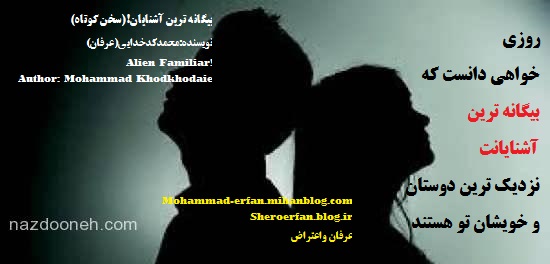 بیگانه ترین آشنایان!(سخن کوتاه)
نویسنده:محمدکدخدایی(عرفان)
Alien Familiar!
Author: Mohammad Khodkhodaie
روزی
خواهی دانست که
بیگانه ترین
آشنایانت
نزدیک ترین دوستان
و خویشان تو هستند.
Mohammad-erfan.mihanblog.com
Sheroerfan.blog.ir
عرفان واعتراض
nazdooneh.com